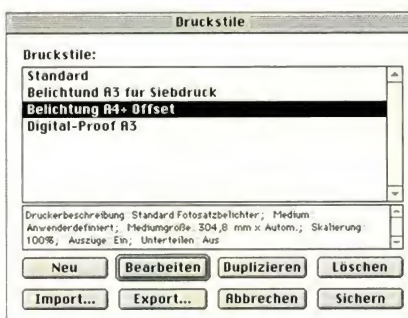 Druckstile
Druckstile:
Standard
Belichtund A3 fur Siebdruck
Belichtung A4+ Offset
Digital-Proof A3
Druckerbeschreibung: Standard Fotosatzbelichter; Medium:
Anwenderdefiniert; Mediumgröße: 304,8 mm x Autom.; Skalierung:
100%; Auszüge: Ein; Unterteilen: Aus
Neu Bearbeiten Duplizieren Löschen
Import... Export... Abbrechen Sichern